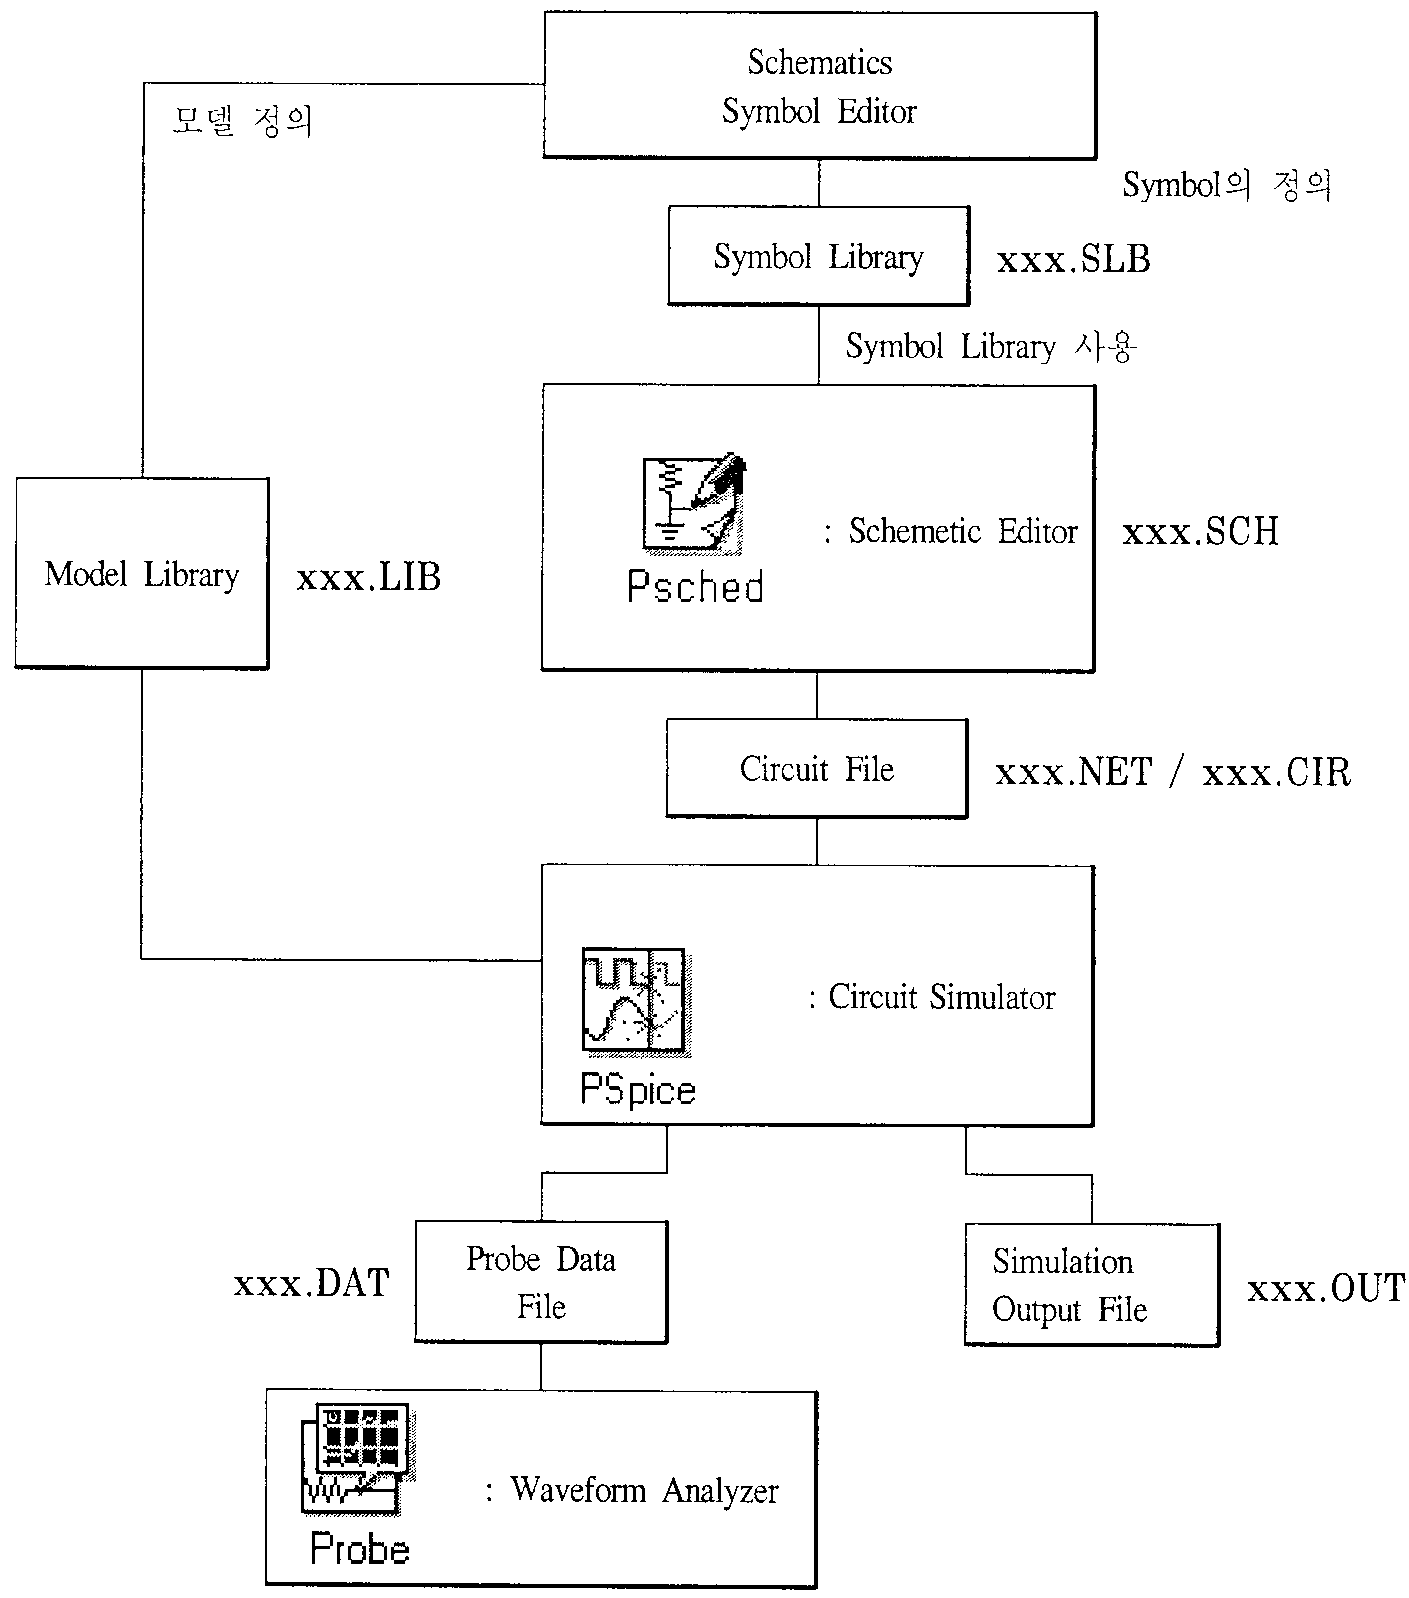 Schematics
Symbol Editor
모델 정의
Symbol의 정의
Symbol Library
xxx.SLB
Symbol Library 사용
: Schemetic Editor
xxx.SCH
Psched
Model Library
xxx.LIB
Circuit File
xxx.NET / xxx.CIR
: Circuit Simulator
PSpice
xxx.DAT
Probe Data
File
Simulation
Output File
xxx.OUT
: Waveform Analyzer
Probe